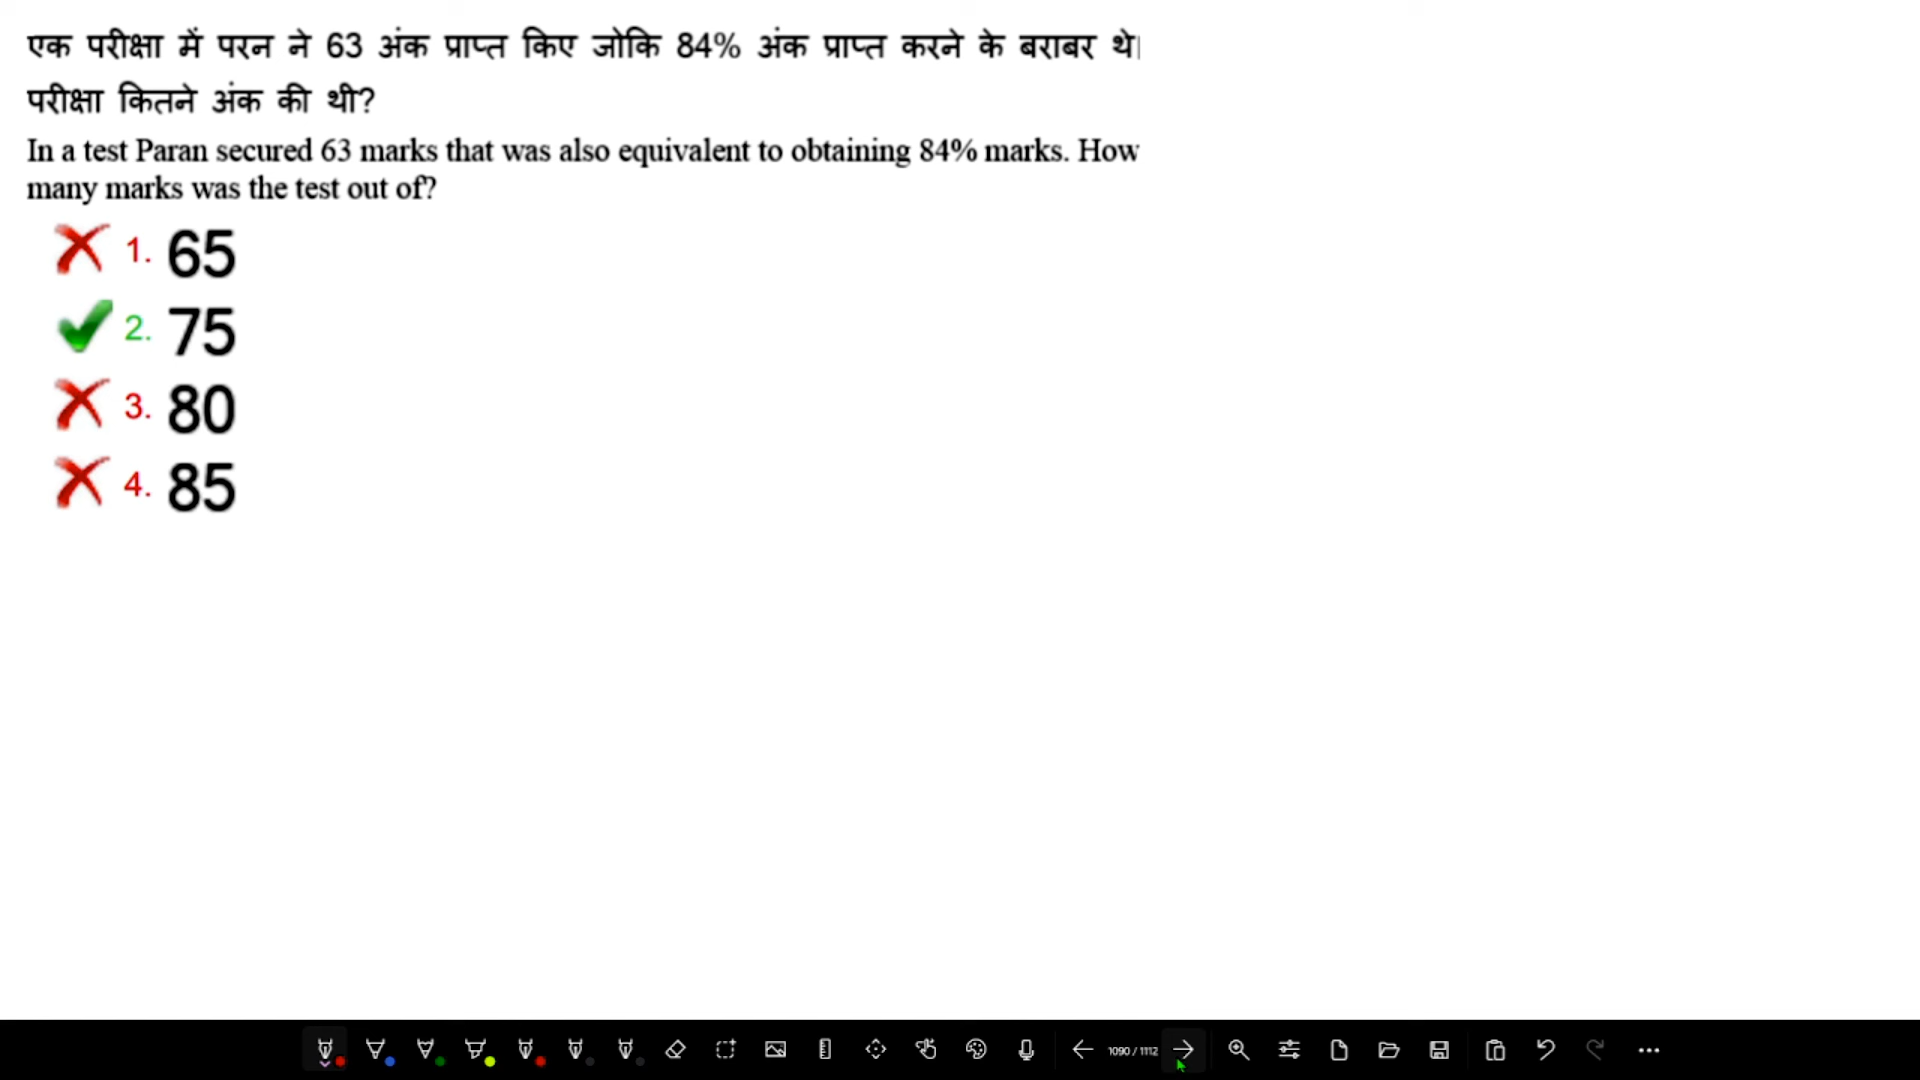 एक परीक्षा में परन ने 63 अंक प्राप्त किए जोकि 84% अंक प्राप्त करने के बराबर थे।
परीक्षा कितने अंक की थी?
In a test Paran secured 63 marks that was also equivalent to obtaining 84% marks. How
many marks was the test out of?
1. 65
2. 75
3. 80
4. 85
1090 / 1112